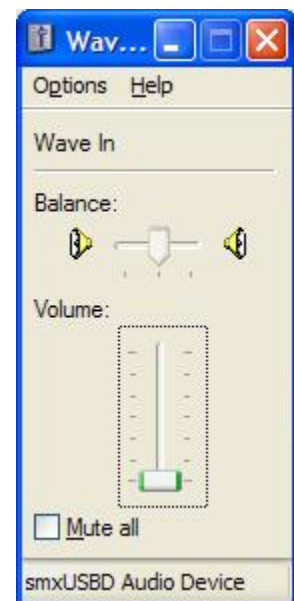 Wav...
Options Help
Wave In
Balance:
Volume:
Mute all
smxUSBD Audio Device